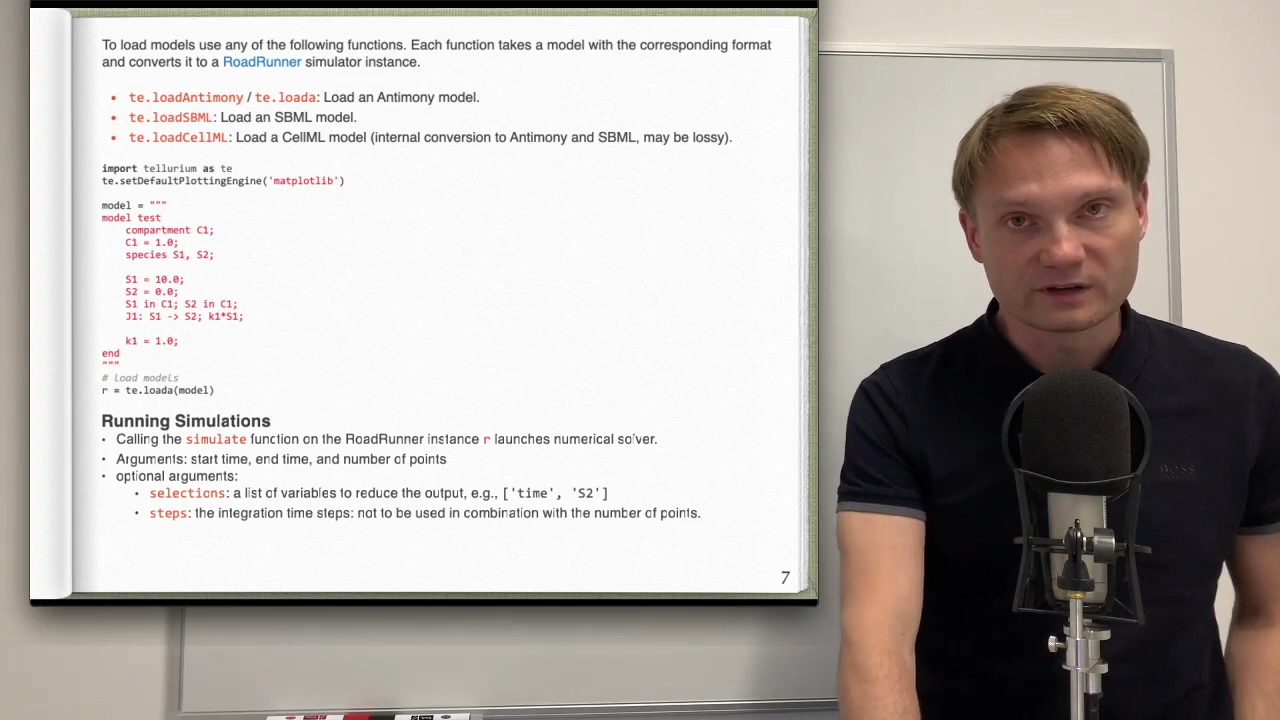 To load models use any of the following functions. Each function takes a model with the corresponding format
and converts it to a RoadRunner simulator instance.
• te.loadAntimony / te.loada: Load an Antimony model.
• te.loadSBML: Load an SBML model.
• te.loadCellML: Load a CellML model (internal conversion to Antimony and SBML, may be lossy).
import tellurium as te
te.setDefaultPlottingEngine('matplotlib')
model = """
model test
compartment C1;
C1 = 1.0;
species S1, S2;
S1 = 10.0;
S2 = 0.0;
S1 in C1; S2 in C1;
J1: S1 -> S2; k1*S1;
k1 = 1.0;
end
"""
# load models
r = te.loada(model)
Running Simulations
• Calling the simulate function on the RoadRunner instance r launches numerical solver.
• Arguments: start time, end time, and number of points
• optional arguments:
• selections: a list of variables to reduce the output, e.g., ['time', 'S2']
• steps: the integration time steps: not to be used in combination with the number of points.
7
BOSS